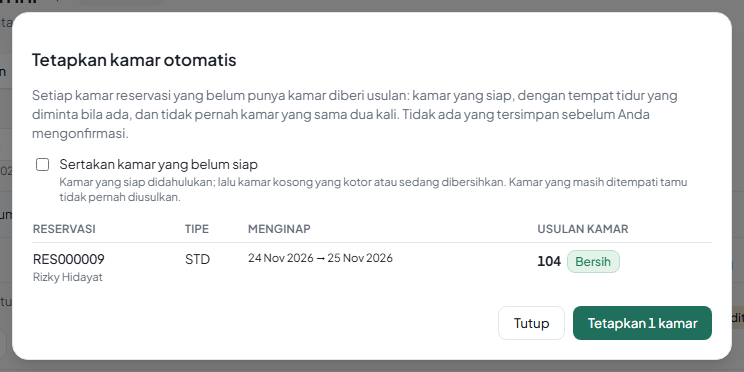 Tetapkan kamar otomatis
Setiap kamar reservasi yang belum punya kamar diberi usulan: kamar yang siap, dengan tempat tidur yang
diminta bila ada, dan tidak pernah kamar yang sama dua kali. Tidak ada yang tersimpan sebelum Anda
mengonfirmasi.
Sertakan kamar yang belum siap
Kamar yang siap didahulukan; lalu kamar kosong yang kotor atau sedang dibersihkan. Kamar yang masih ditempati tamu
tidak pernah diusulkan.
RESERVASI TIPE MENGINAP USULAN KAMAR
RES000009 STD 24 Nov 2026 → 25 Nov 2026 104 Bersih
Rizky Hidayat
Tutup Tetapkan 1 kamar